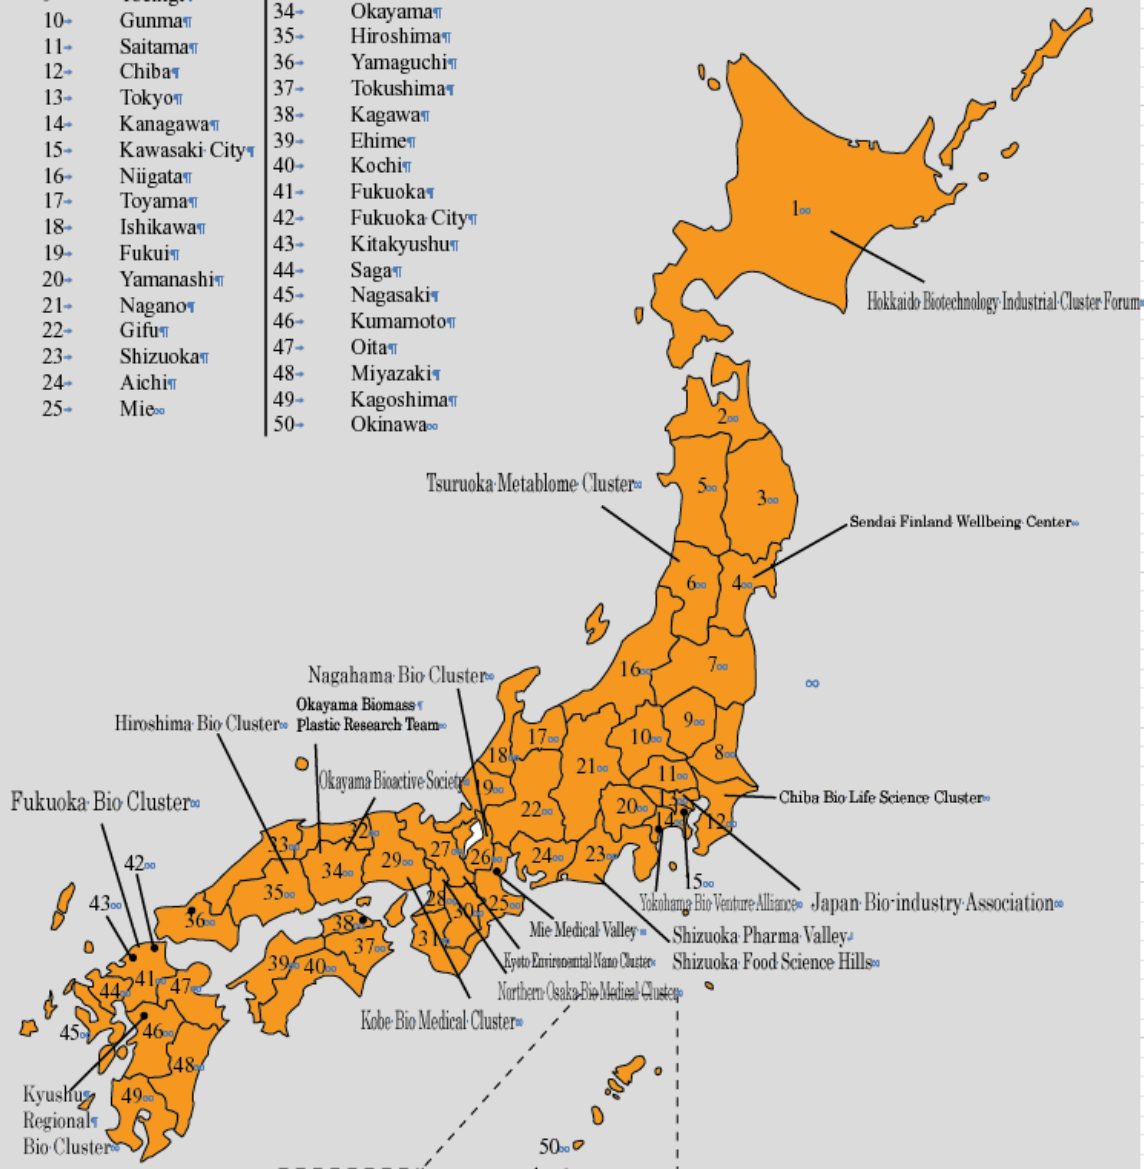 10 Gunma
11 Saitama
12 Chiba
13 Tokyo
14 Kanagawa
15 Kawasaki City
16 Niigata
17 Toyama
18 Ishikawa
19 Fukui
20 Yamanashi
21 Nagano
22 Gifu
23 Shizuoka
24 Aichi
25 Mie
34 Okayama
35 Hiroshima
36 Yamaguchi
37 Tokushima
38 Kagawa
39 Ehime
40 Kochi
41 Fukuoka
42 Fukuoka City
43 Kitakyushu
44 Saga
45 Nagasaki
46 Kumamoto
47 Oita
48 Miyazaki
49 Kagoshima
50 Okinawa
1
Hokkaido Biotechnology Industrial Cluster Forum
2
Tsuruoka Metablome Cluster
5
3
Sendai Finland Wellbeing Center
6
4
16
7
Nagahama Bio Cluster
Okayama Biomass
Plastic Research Team
Hiroshima Bio Cluster
17
10
9
18
21
8
11
Okayama Bioactive Society
19
22
20
13
Chiba Bio Life Science Cluster
Fukuoka Bio Cluster
14
12
33
32
27
26
24
23
42
34
29
15
43
35
28
30
25
Yokohama Bio Venture Alliance
Japan Bio-industry Association
36
38
31
Mie Medical Valley
Shizuoka Pharma Valley
37
39
40
Kyoto Environemtal Nano Cluster
Shizuoka Food Science Hills
41
47
44
Northern Osaka Bio Medical Cluster
45
46
Kobe Bio Medical Cluster
48
49
Kyushu
Regional
Bio Cluster
50